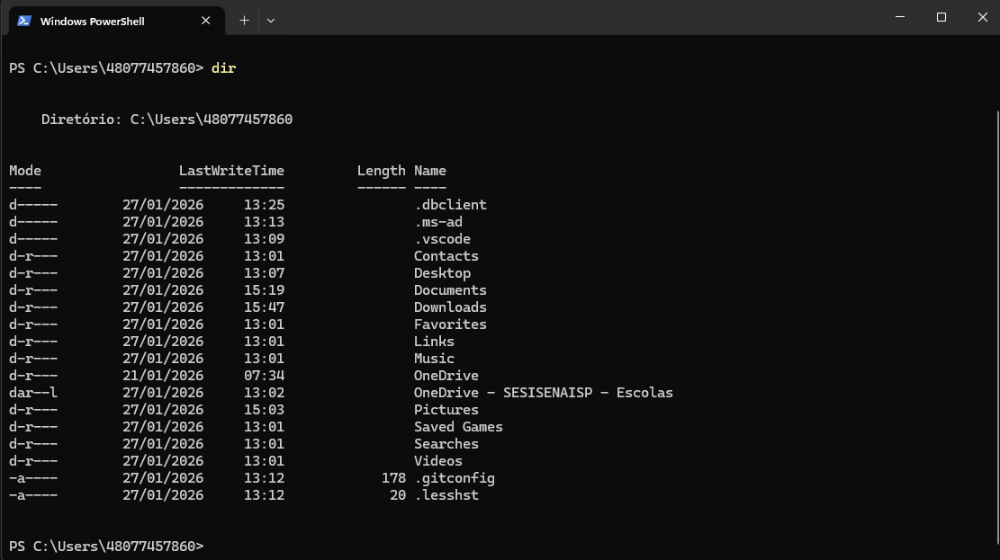 Windows PowerShell
PS C:\Users\48077457860> dir
Diretório: C:\Users\48077457860
Mode                 LastWriteTime         Length Name
----                 -------------         ------ ----
d-----        27/01/2026     13:25                .dbclient
d-----        27/01/2026     13:13                .ms-ad
d-----        27/01/2026     13:09                .vscode
d-r---        27/01/2026     13:01                Contacts
d-r---        27/01/2026     13:07                Desktop
d-r---        27/01/2026     15:19                Documents
d-r---        27/01/2026     15:47                Downloads
d-r---        27/01/2026     13:01                Favorites
d-r---        27/01/2026     13:01                Links
d-r---        27/01/2026     13:01                Music
d-r---        21/01/2026     07:34                OneDrive
dar--l        27/01/2026     13:02                OneDrive - SESISENAISP - Escolas
d-r---        27/01/2026     15:03                Pictures
d-r---        27/01/2026     13:01                Saved Games
d-r---        27/01/2026     13:01                Searches
d-r---        27/01/2026     13:01                Videos
-a----        27/01/2026     13:12            178 .gitconfig
-a----        27/01/2026     13:12             20 .lesshst
PS C:\Users\48077457860>